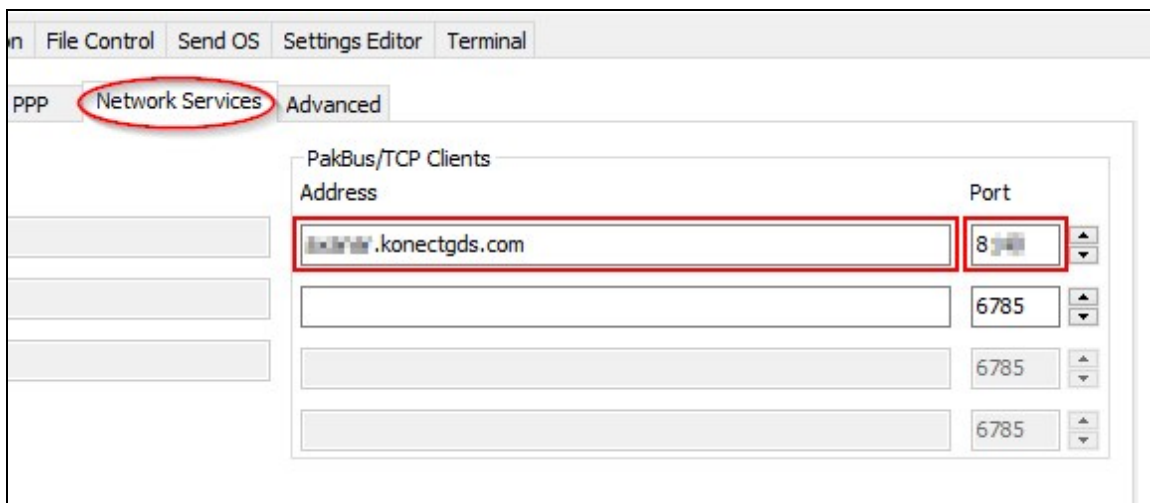 File Control Send OS Settings Editor Terminal
PPP Network Services Advanced
PakBus/TCP Clients
Address Port
.konectgds.com 8
6785
6785
6785